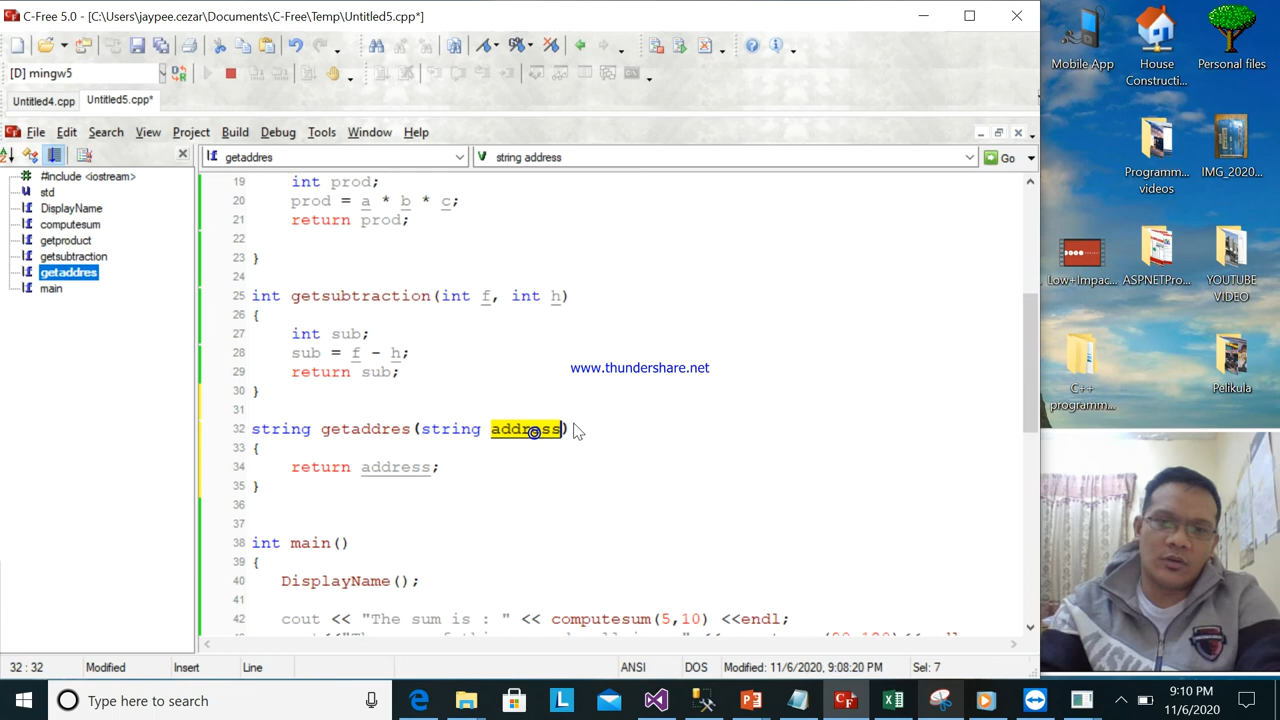 C-Free 5.0 - [C:\Users\jaypee.cezar\Documents\C-Free\Temp\Untitled5.cpp*]
[D] mingw5
Untitled4.cpp
Untitled5.cpp*
File Edit Search View Project Build Debug Tools Window Help
getaddres
string address
Go
#include <iostream>
std
DisplayName
computesum
getproduct
getsubtraction
getaddres
main
19 int prod;
20 prod = a * b * c;
21 return prod;
22
23 }
24
25 int getsubtraction(int f, int h)
26 {
27 int sub;
28 sub = f - h;
29 return sub;
30 }
31
32 string getaddres(string address)
33 {
34 return address;
35 }
36
37
38 int main()
39 {
40 DisplayName();
41
42 cout << "The sum is : " << computesum(5,10) <<endl;
www.thundershare.net
32 : 32 Modified Insert Line ANSI DOS Modified: 11/6/2020, 9:08:20 PM Sel: 7
Mobile App
House Constructi...
Personal files
Programm... videos
IMG_2020...
Low+Impac...
ASPNETPro...
YOUTUBE VIDEO
C++ programm...
Pelikula
Type here to search
9:10 PM
11/6/2020